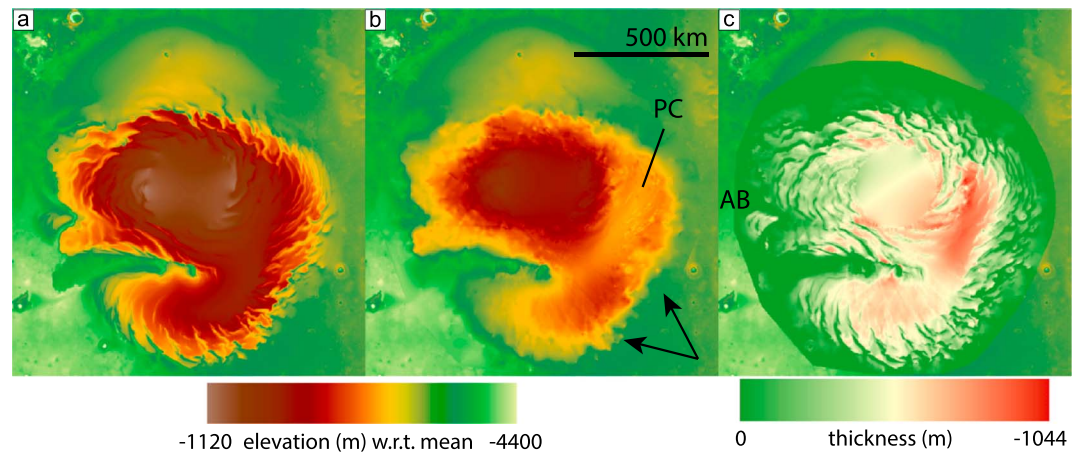 a
b
c
500 km
PC
AB
-1120 elevation (m) w.r.t. mean -4400
0 thickness (m) -1044